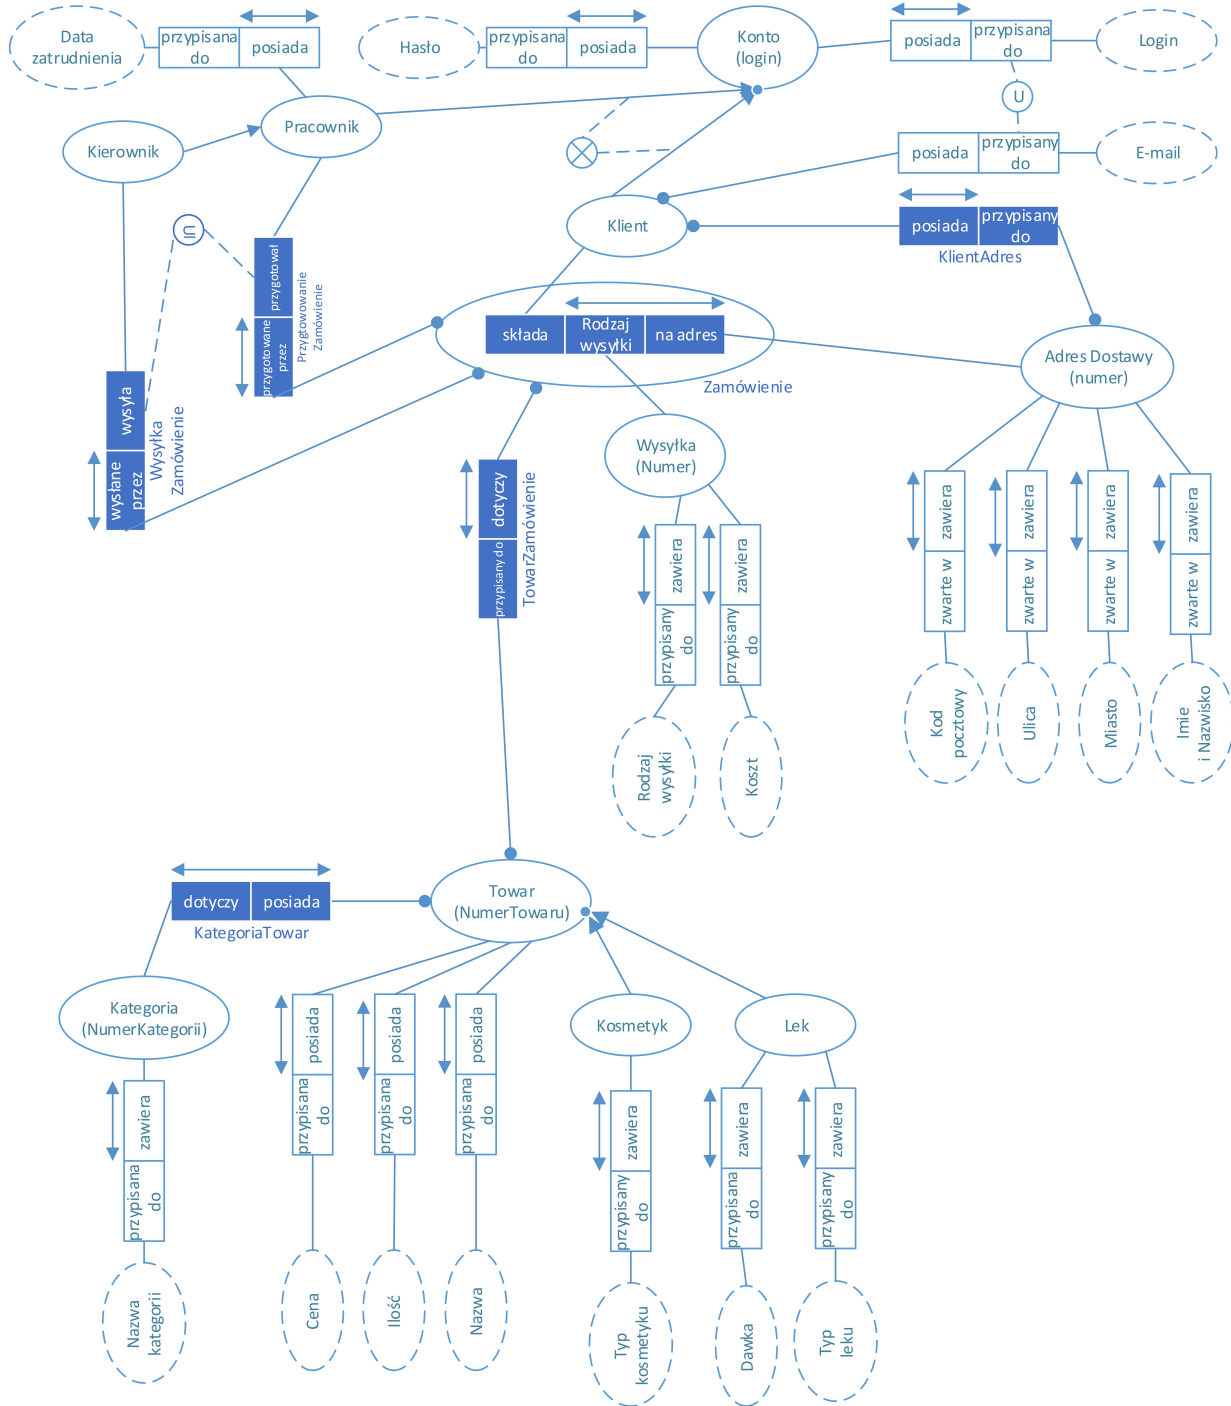 Data
zatrudnienia
przypisana
do
posiada
Hasło
przypisana
do
posiada
Konto
(login)
posiada
przypisana
do
Login
U
Kierownik
Pracownik
posiada
przypisany
do
E-mail
Klient
posiada
przypisany
do
KlientAdres
przygotował
przygotowane
przez
Przygtowowanie
Zamówienie
składa
Rodzaj
wysyłki
na adres
Zamówienie
Adres Dostawy
(numer)
wysyła
wysłane
przez
Wysyłka
Zamówienie
dotyczy
przypisany do
TowarZamówienie
Wysyłka
(Numer)
zawiera
przypisany
do
zawiera
przypisany
do
zawiera
zwarte w
zawiera
zwarte w
zawiera
zwarte w
zawiera
zwarte w
Rodzaj
wysyłki
Koszt
Kod
pocztowy
Ulica
Miasto
Imie
i Nazwisko
dotyczy
posiada
KategoriaTowar
Towar
(NumerTowaru)
Kategoria
(NumerKategorii)
posiada
przypisana
do
posiada
przypisana
do
posiada
przypisana
do
Kosmetyk
Lek
zawiera
przypisana
do
zawiera
przypisany
do
zawiera
przypisana
do
zawiera
przypisany
do
Nazwa
kategorii
Cena
Ilość
Nazwa
Typ
kosmetyku
Dawka
Typ
leku